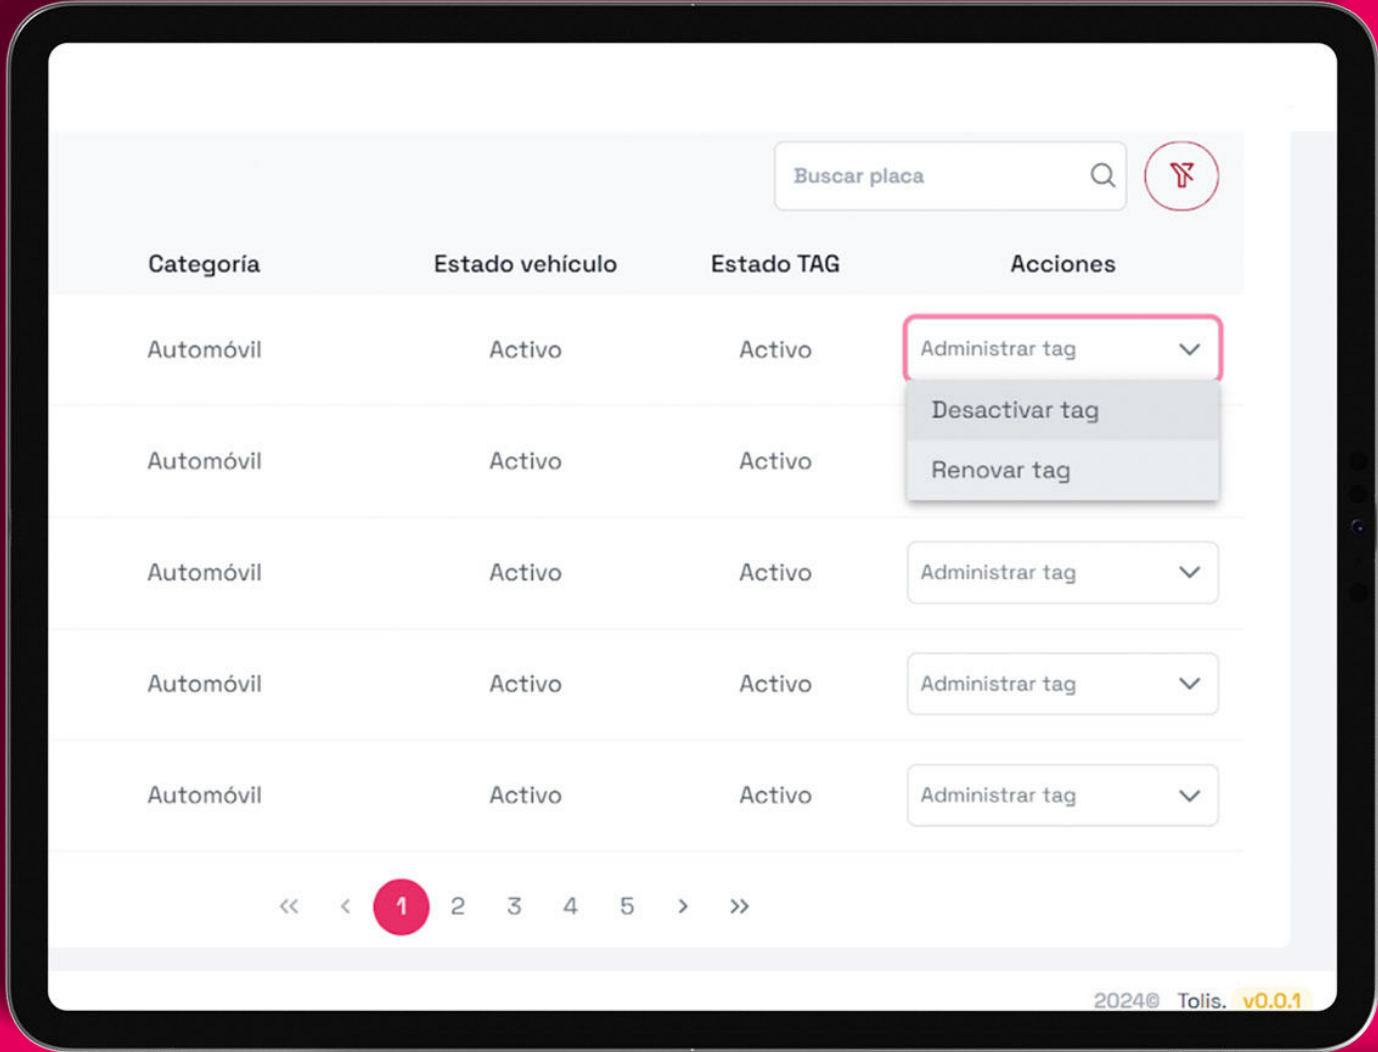 Buscar placa
Categoría Estado vehículo Estado TAG Acciones
Automóvil Activo Activo Administrar tag
Desactivar tag
Automóvil Activo Activo
Renovar tag
Automóvil Activo Activo Administrar tag
Automóvil Activo Activo Administrar tag
Automóvil Activo Activo Administrar tag
« ‹ 1 2 3 4 5 › »
2024© Tolis. v0.0.1